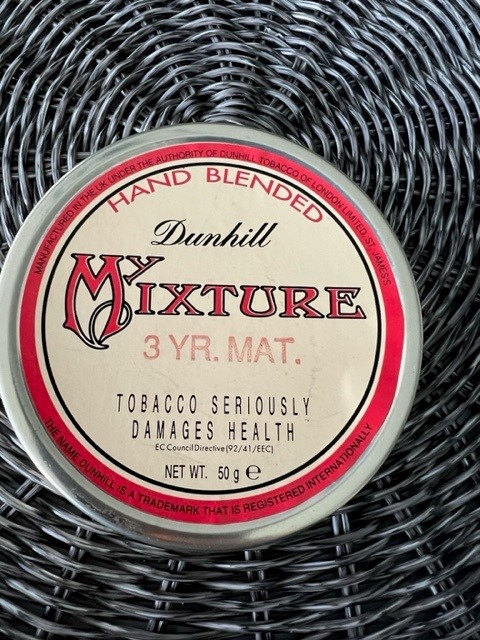 MANUFACTURED IN THE UK UNDER THE AUTHORITY OF DUNHILL TOBACCO OF LONDON LIMITED, ST. JAMES'S
HAND BLENDED
Dunhill
MY MIXTURE
3 YR. MAT.
TOBACCO SERIOUSLY
DAMAGES HEALTH
EC Council Directive (92/41/EEC)
NET WT. 50 g ℮
THE NAME DUNHILL IS A TRADEMARK THAT IS REGISTERED INTERNATIONALLY